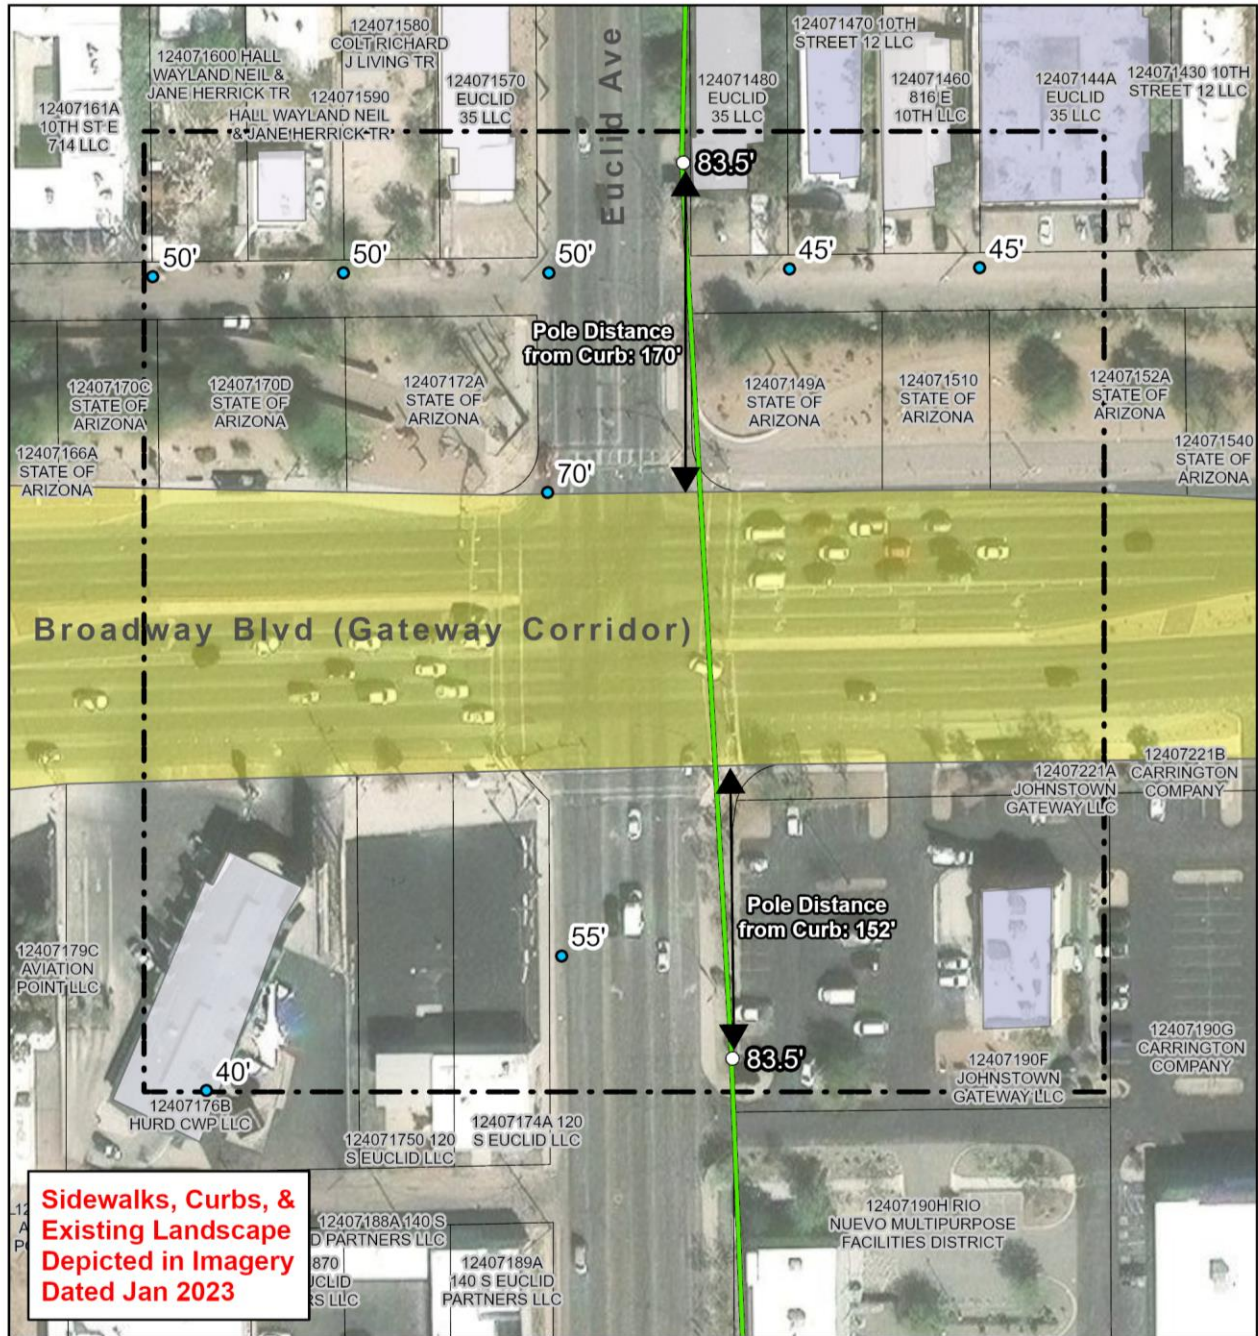 124071600 HALL
WAYLAND NEIL &
JANE HERRICK TR
124071580
COLT RICHARD
J LIVING TR
Euclid Ave
124071470 10TH
STREET 12 LLC
12407161A
10TH ST E
714 LLC
124071590
HALL WAYLAND NEIL
& JANE HERRICK TR
124071570
EUCLID
35 LLC
124071480
EUCLID
35 LLC
124071460
816 E
10TH LLC
12407144A
EUCLID
35 LLC
124071430 10TH
STREET 12 LLC
83.5'
50'
50'
50'
45'
45'
Pole Distance
from Curb: 170'
12407170C
STATE OF
ARIZONA
12407170D
STATE OF
ARIZONA
12407172A
STATE OF
ARIZONA
12407149A
STATE OF
ARIZONA
124071510
STATE OF
ARIZONA
12407152A
STATE OF
ARIZONA
12407166A
STATE OF
ARIZONA
124071540
STATE OF
ARIZONA
70'
Broadway Blvd (Gateway Corridor)
12407221B
CARRINGTON
COMPANY
12407221A
JOHNSTOWN
GATEWAY LLC
Pole Distance
from Curb: 152'
55'
12407179C
AVIATION
POINT LLC
83.5'
40'
12407190F
JOHNSTOWN
GATEWAY LLC
12407190G
CARRINGTON
COMPANY
12407176B
HURD CWP LLC
124071750 120
S EUCLID LLC
12407174A 120
S EUCLID LLC
Sidewalks, Curbs, &
Existing Landscape
Depicted in Imagery
Dated Jan 2023
12407188A 140 S
PARTNERS LLC
12407189A
140 S EUCLID
PARTNERS LLC
12407190H RIO
NUEVO MULTIPURPOSE
FACILITIES DISTRICT